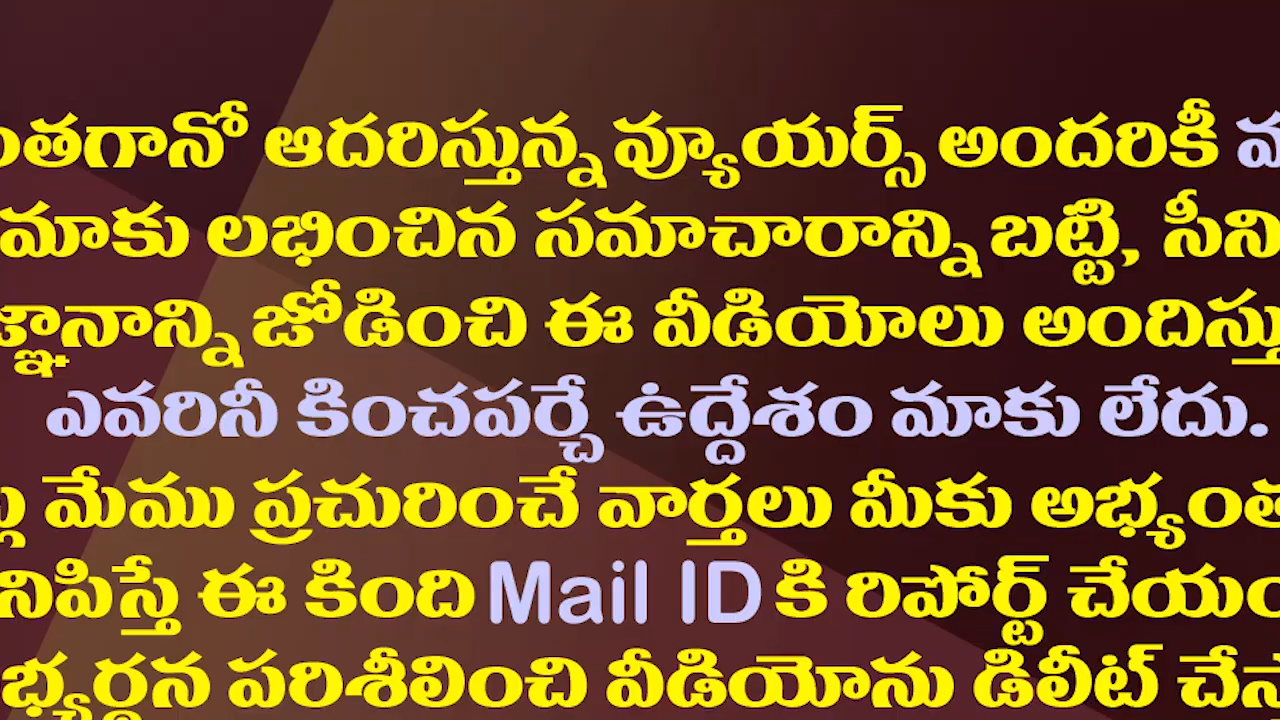 ంతగానో ఆదరిస్తున్న వ్యూయర్స్ అందరికీ
మాకు లభించిన సమాచారాన్ని బట్టి, సీని
జ్ఞానాన్ని జోడించి ఈ వీడియోలు అందిస్తు
ఎవరినీ కించపర్చే ఉద్దేశం మాకు లేదు.
మేము ప్రచురించే వార్తలు మీకు అభ్యంత
నిపిస్తే ఈ కింది Mail ID కి రిపోర్ట్ చేయం
భ్యర్థన పరిశీలించి వీడియోను డిలీట్ చేస